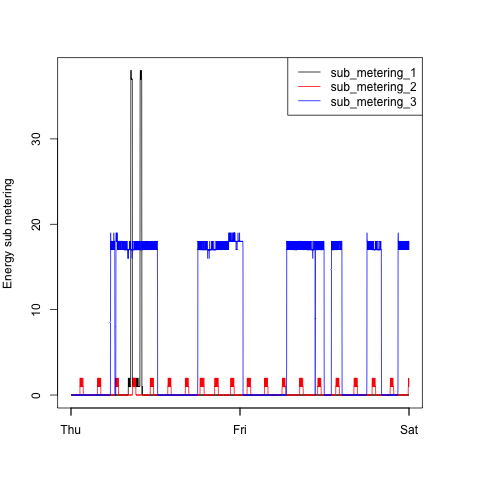 sub_metering_1
sub_metering_2
sub_metering_3
Energy sub metering
30
20
10
0
Thu Fri Sat